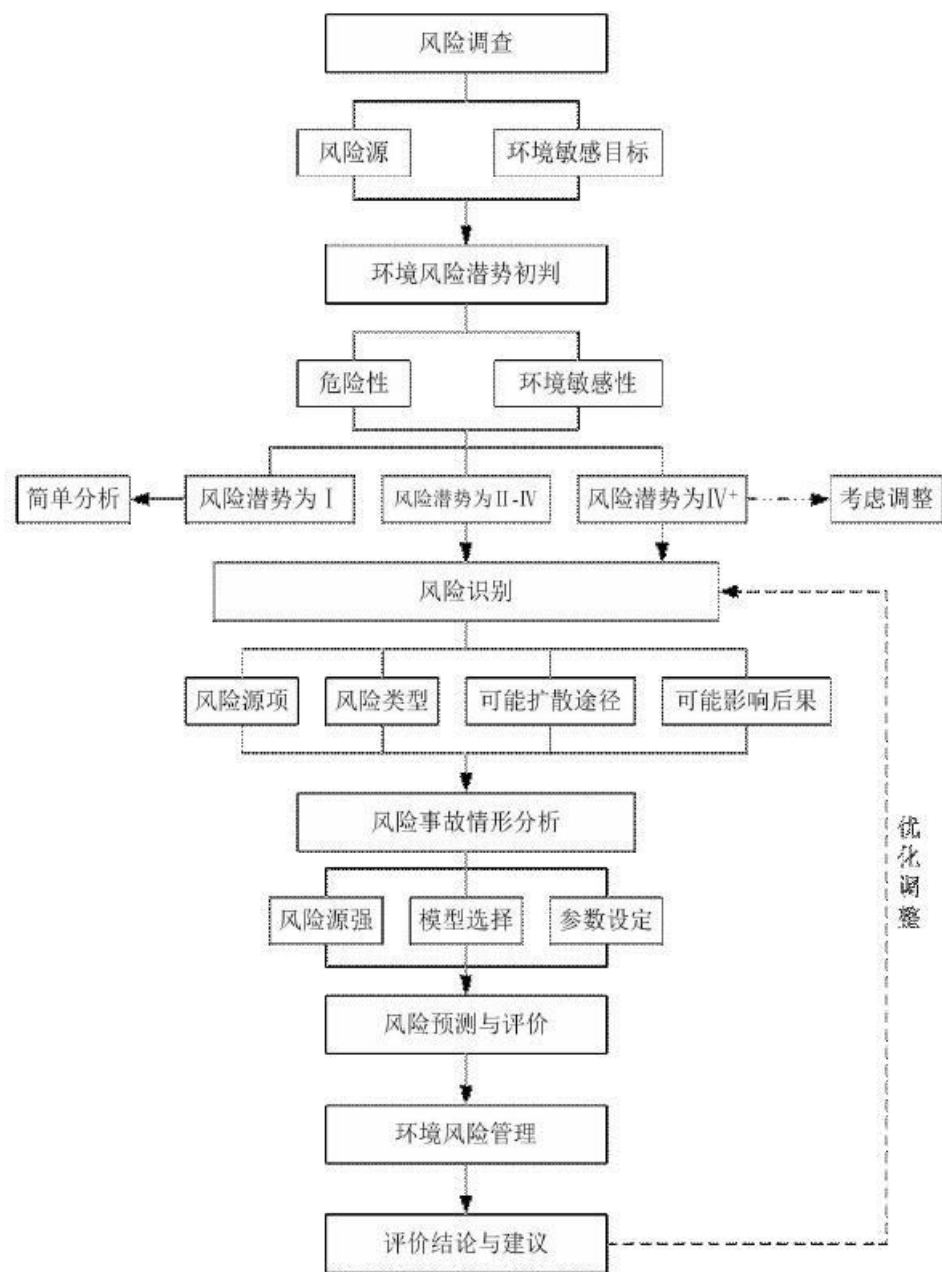 风险调查
风险源
环境敏感目标
环境风险潜势初判
危险性
环境敏感性
简单分析
风险潜势为Ⅰ
风险潜势为Ⅱ-Ⅳ
风险潜势为Ⅳ+
考虑调整
风险识别
风险源项
风险类型
可能扩散途径
可能影响后果
风险事故情形分析
优化调整
风险源强
模型选择
参数设定
风险预测与评价
环境风险管理
评价结论与建议